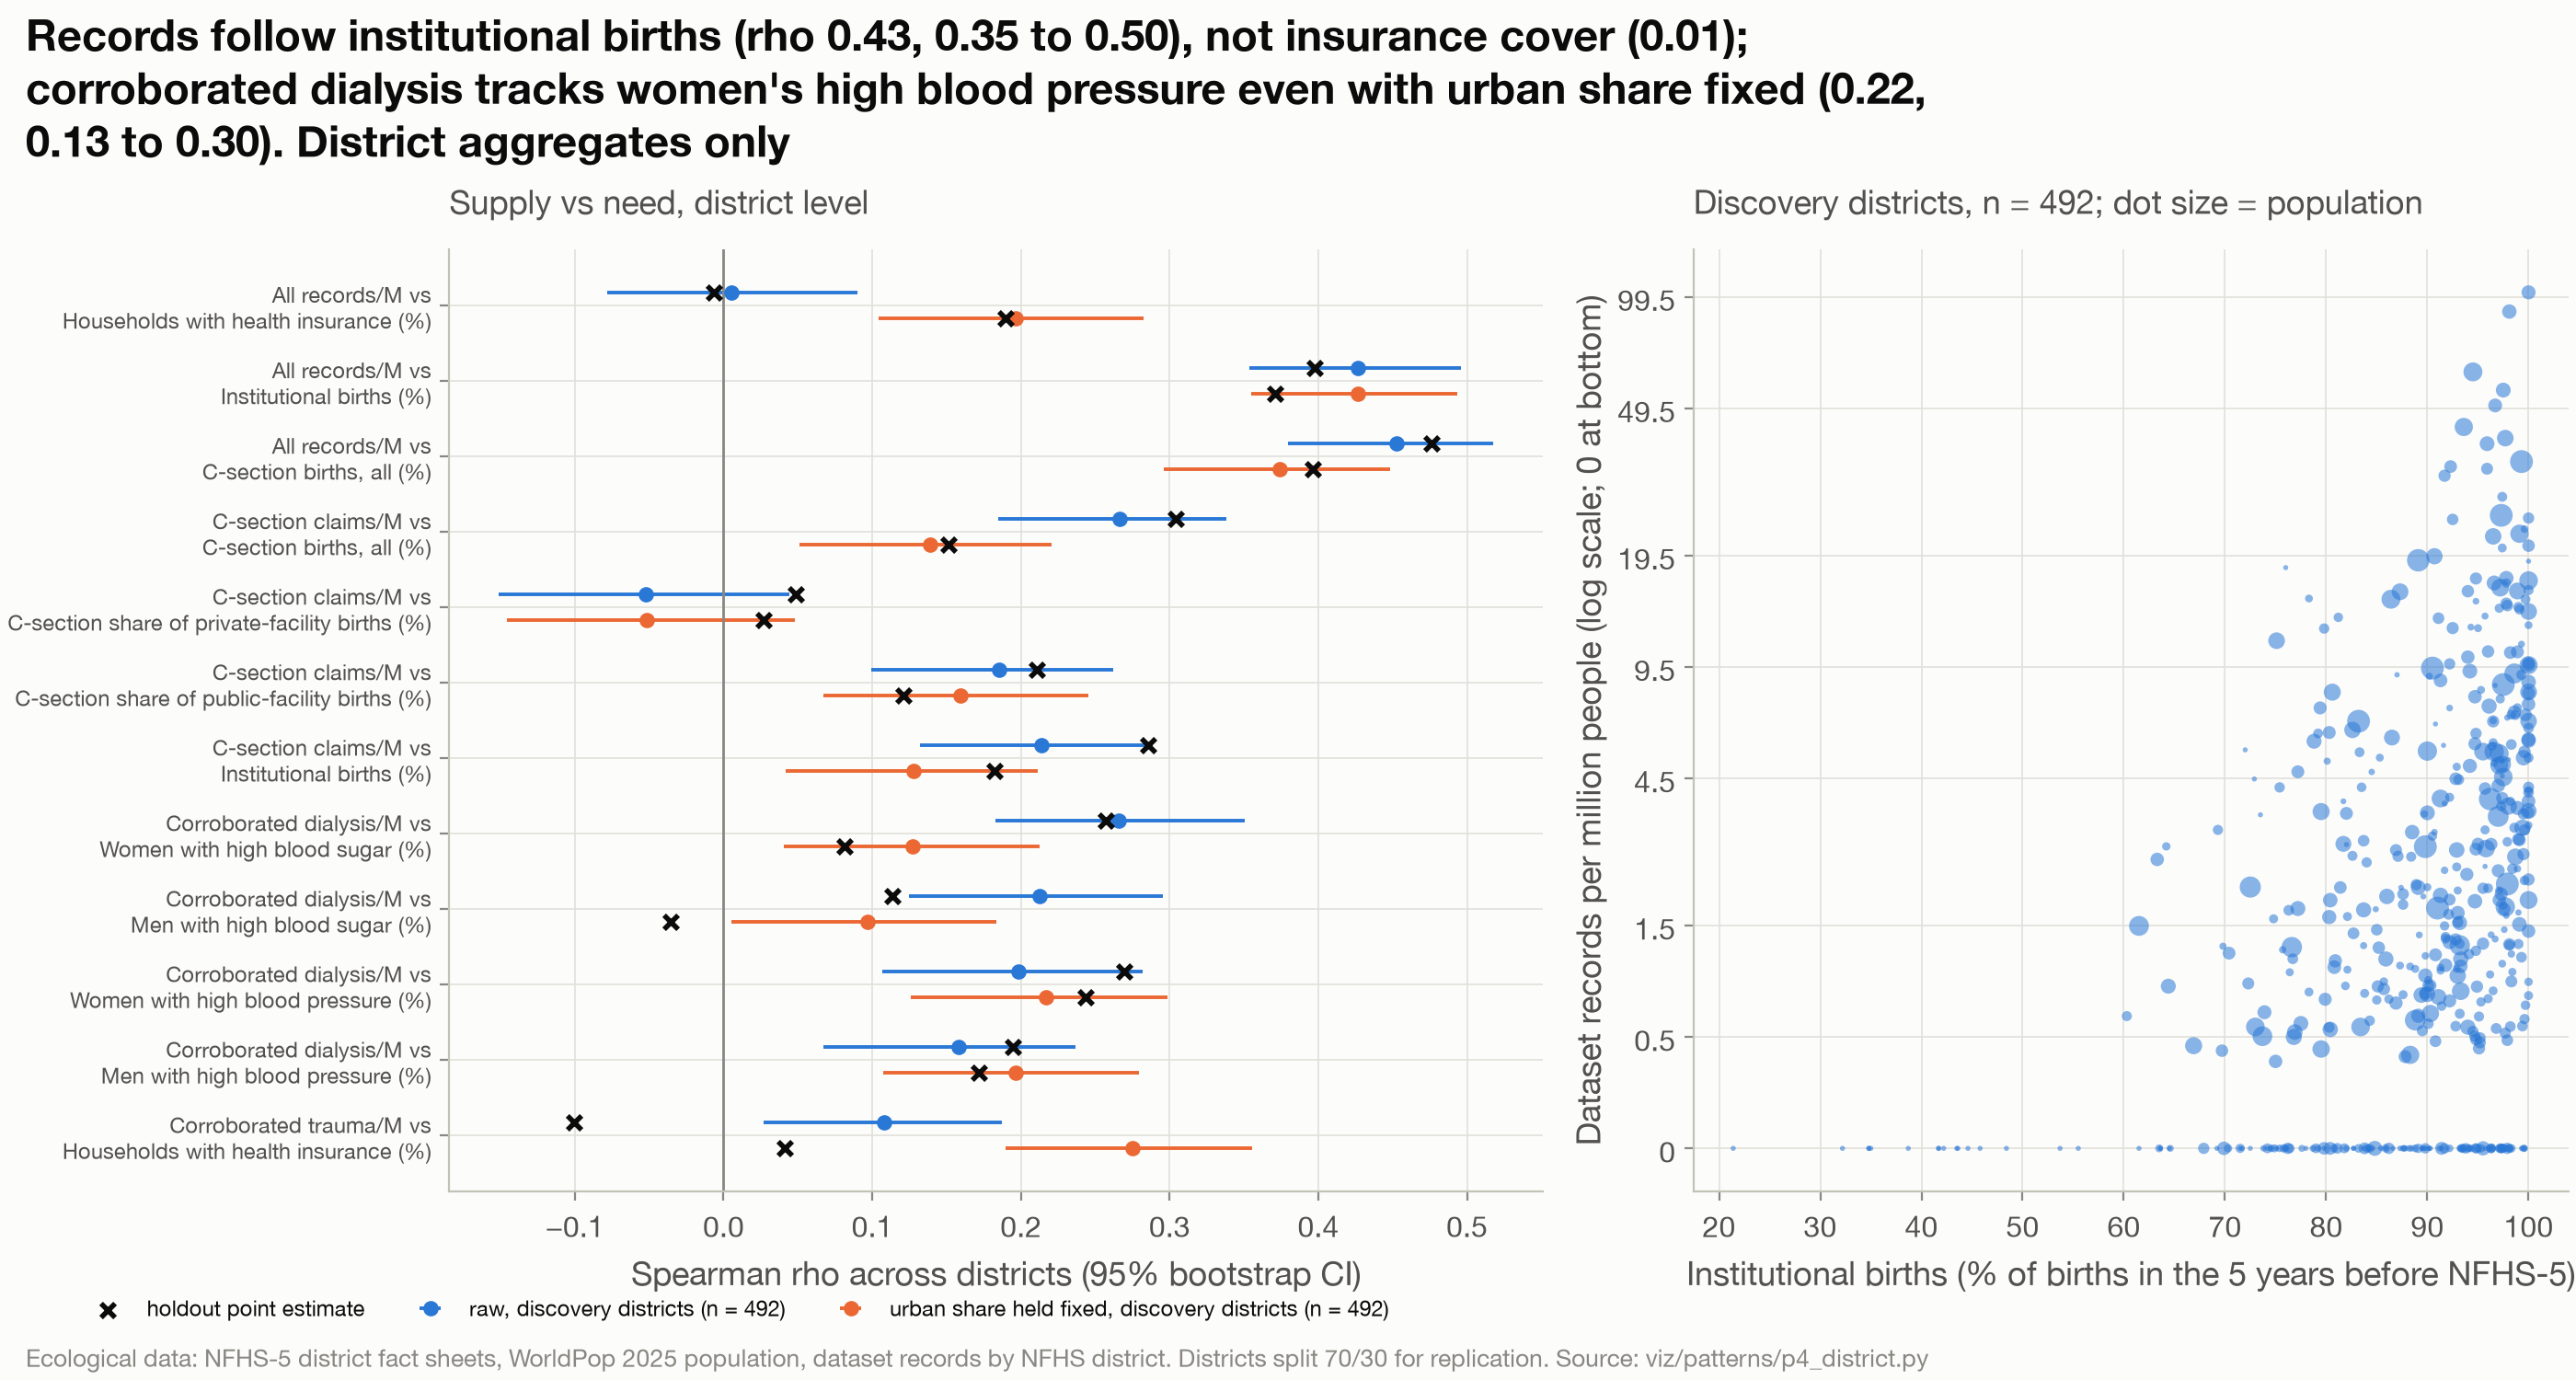 Records follow institutional births (rho 0.43, 0.35 to 0.50), not insurance cover (0.01);
corroborated dialysis tracks women's high blood pressure even with urban share fixed (0.22,
0.13 to 0.30). District aggregates only
Supply vs need, district level
All records/M vs
Households with health insurance (%)
All records/M vs
Institutional births (%)
All records/M vs
C-section births, all (%)
C-section claims/M vs
C-section births, all (%)
C-section claims/M vs
C-section share of private-facility births (%)
C-section claims/M vs
C-section share of public-facility births (%)
C-section claims/M vs
Institutional births (%)
Corroborated dialysis/M vs
Women with high blood sugar (%)
Corroborated dialysis/M vs
Men with high blood sugar (%)
Corroborated dialysis/M vs
Women with high blood pressure (%)
Corroborated dialysis/M vs
Men with high blood pressure (%)
Corroborated trauma/M vs
Households with health insurance (%)
−0.1 0.0 0.1 0.2 0.3 0.4 0.5
Spearman rho across districts (95% bootstrap CI)
holdout point estimate raw, discovery districts (n = 492) urban share held fixed, discovery districts (n = 492)
Discovery districts, n = 492; dot size = population
Dataset records per million people (log scale; 0 at bottom)
99.5
49.5
19.5
9.5
4.5
1.5
0.5
0
20 30 40 50 60 70 80 90 100
Institutional births (% of births in the 5 years before NFHS-5)
Ecological data: NFHS-5 district fact sheets, WorldPop 2025 population, dataset records by NFHS district. Districts split 70/30 for replication. Source: viz/patterns/p4_district.py